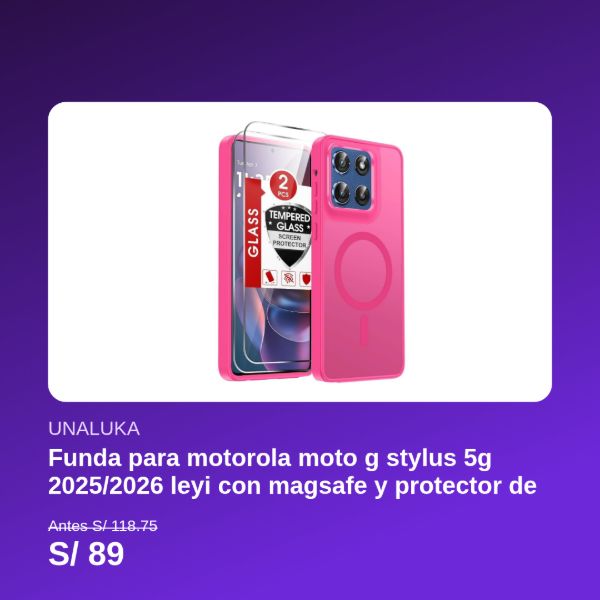 2
PCS
GLASS
TEMPERED
GLASS
SCREEN
PROTECTOR
UNALUKA
Funda para motorola moto g stylus 5g
2025/2026 leyi con magsafe y protector de
Antes S/ 118.75
S/ 89